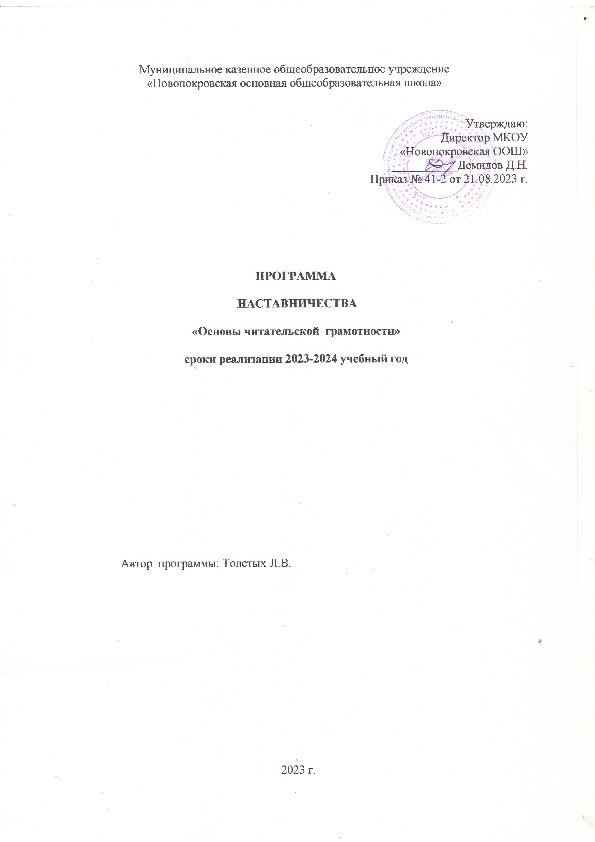 Муниципальное казенное общеобразовательное учреждение
«Новопокровская основная общеобразовательная школа»
Утверждаю:
Директор МКОУ
«Новопокровская ООШ»
Демидов Д.Н.
Приказ № 41-2 от 21.08.2023 г.
ПРОГРАММА
НАСТАВНИЧЕСТВА
«Основы читательской грамотности»
сроки реализации 2023-2024 учебный год
Автор программы: Толстых Л.В.
2023 г.